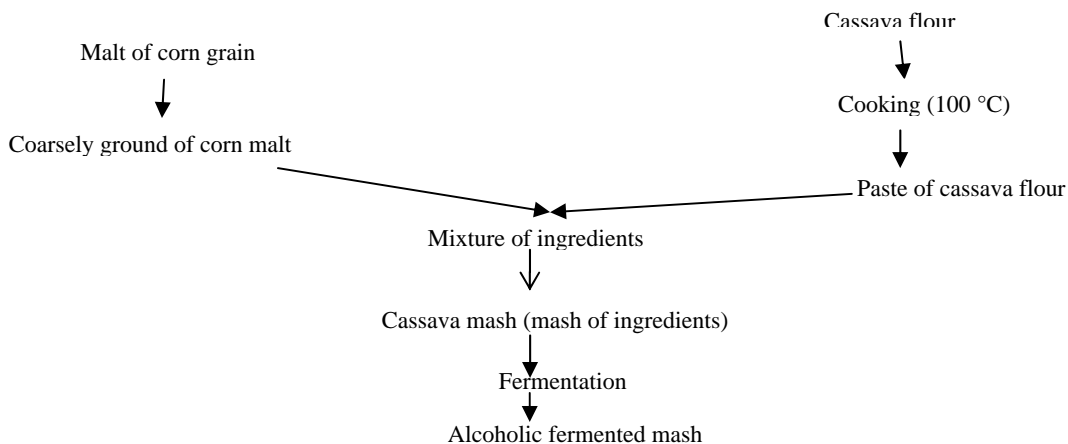 Cassava flour
Malt of corn grain
Cooking (100 °C)
Coarsely ground of corn malt
Paste of cassava flour
Mixture of ingredients
Cassava mash (mash of ingredients)
Fermentation
Alcoholic fermented mash